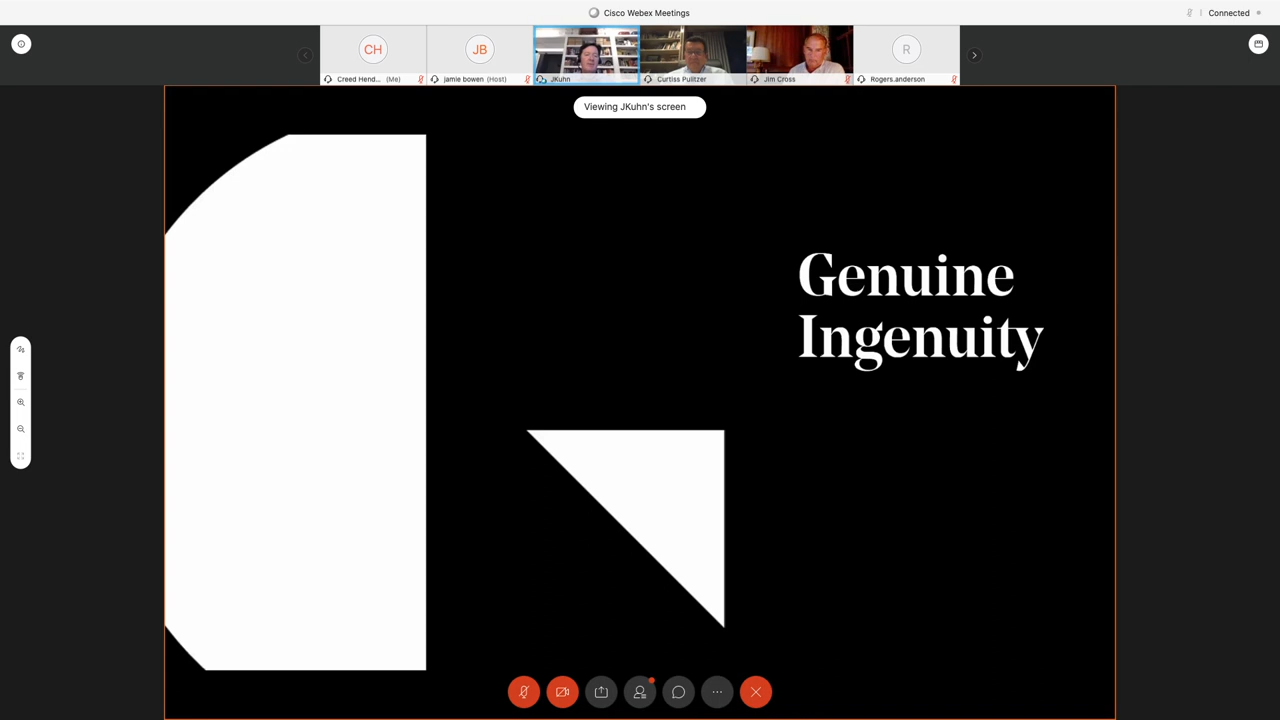 Cisco Webex Meetings
Connected
CH
JB
R
Creed Hend... (Me)
jamie bowen (Host)
JKuhn
Curtiss Pulitzer
Jim Cross
Rogers.anderson
Viewing JKuhn's screen
Genuine
Ingenuity